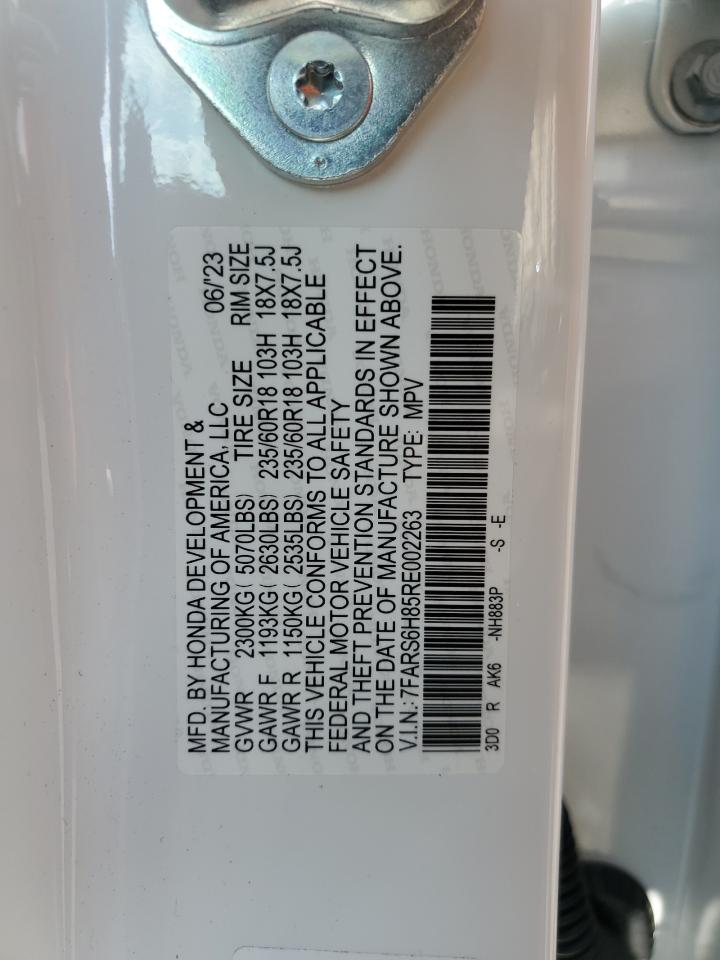 MFD. BY HONDA DEVELOPMENT &
MANUFACTURING OF AMERICA, LLC 06/'23
GVWR 2300KG( 5070LBS) TIRE SIZE RIM SIZE
GAWR F 1193KG( 2630LBS) 235/60R18 103H 18X7.5J
GAWR R 1150KG( 2535LBS) 235/60R18 103H 18X7.5J
THIS VEHICLE CONFORMS TO ALL APPLICABLE
FEDERAL MOTOR VEHICLE SAFETY
AND THEFT PREVENTION STANDARDS IN EFFECT
ON THE DATE OF MANUFACTURE SHOWN ABOVE.
V.I.N.: 7FARS6H85RE002263 TYPE: MPV
3D0 R AK6 -NH883P -S -E